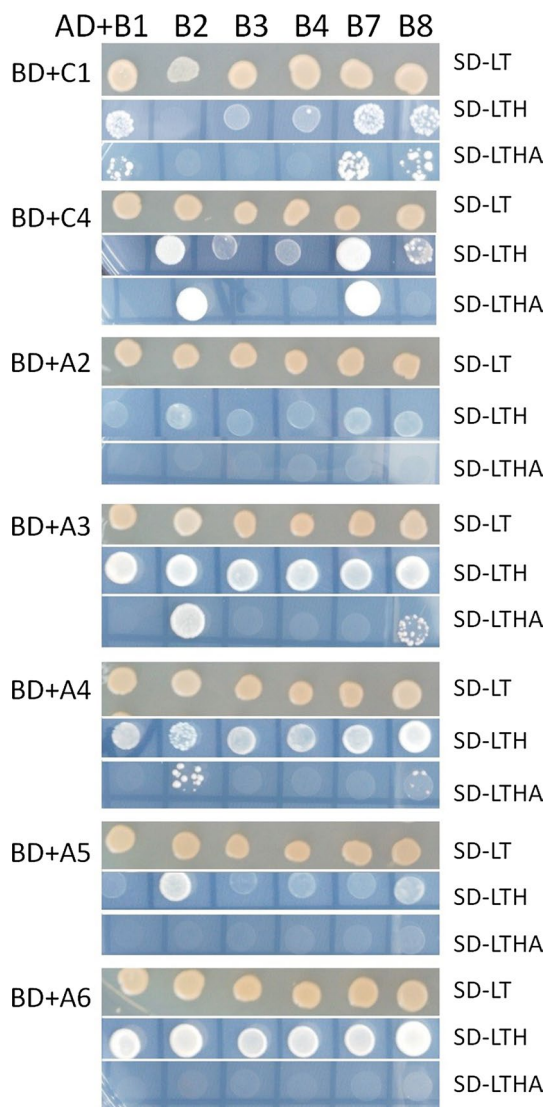 AD+B1 B2 B3 B4 B7 B8
BD+C1 SD-LT
SD-LTH
SD-LTHA
BD+C4 SD-LT
SD-LTH
SD-LTHA
BD+A2 SD-LT
SD-LTH
SD-LTHA
BD+A3 SD-LT
SD-LTH
SD-LTHA
BD+A4 SD-LT
SD-LTH
SD-LTHA
BD+A5 SD-LT
SD-LTH
SD-LTHA
BD+A6 SD-LT
SD-LTH
SD-LTHA